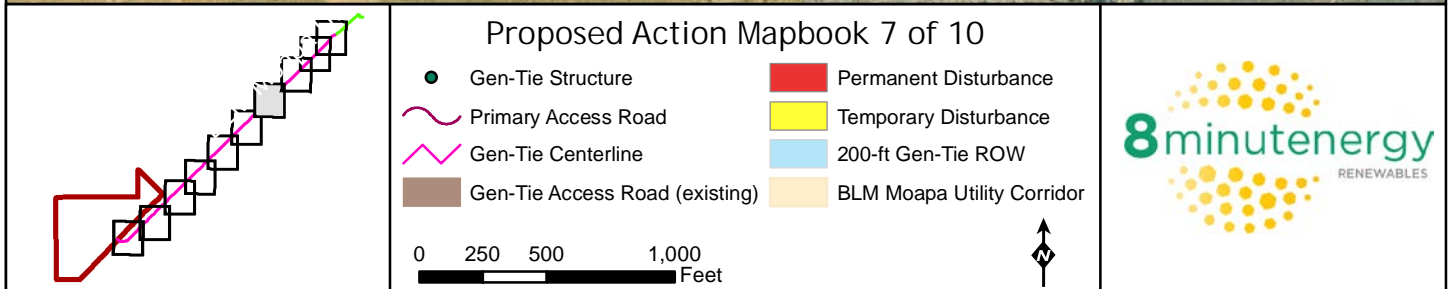 Proposed Action Mapbook 7 of 10
Gen-Tie Structure
Primary Access Road
Gen-Tie Centerline
Gen-Tie Access Road (existing)
Permanent Disturbance
Temporary Disturbance
200-ft Gen-Tie ROW
BLM Moapa Utility Corridor
0 250 500 1,000
Feet
N
8minutenergy
RENEWABLES